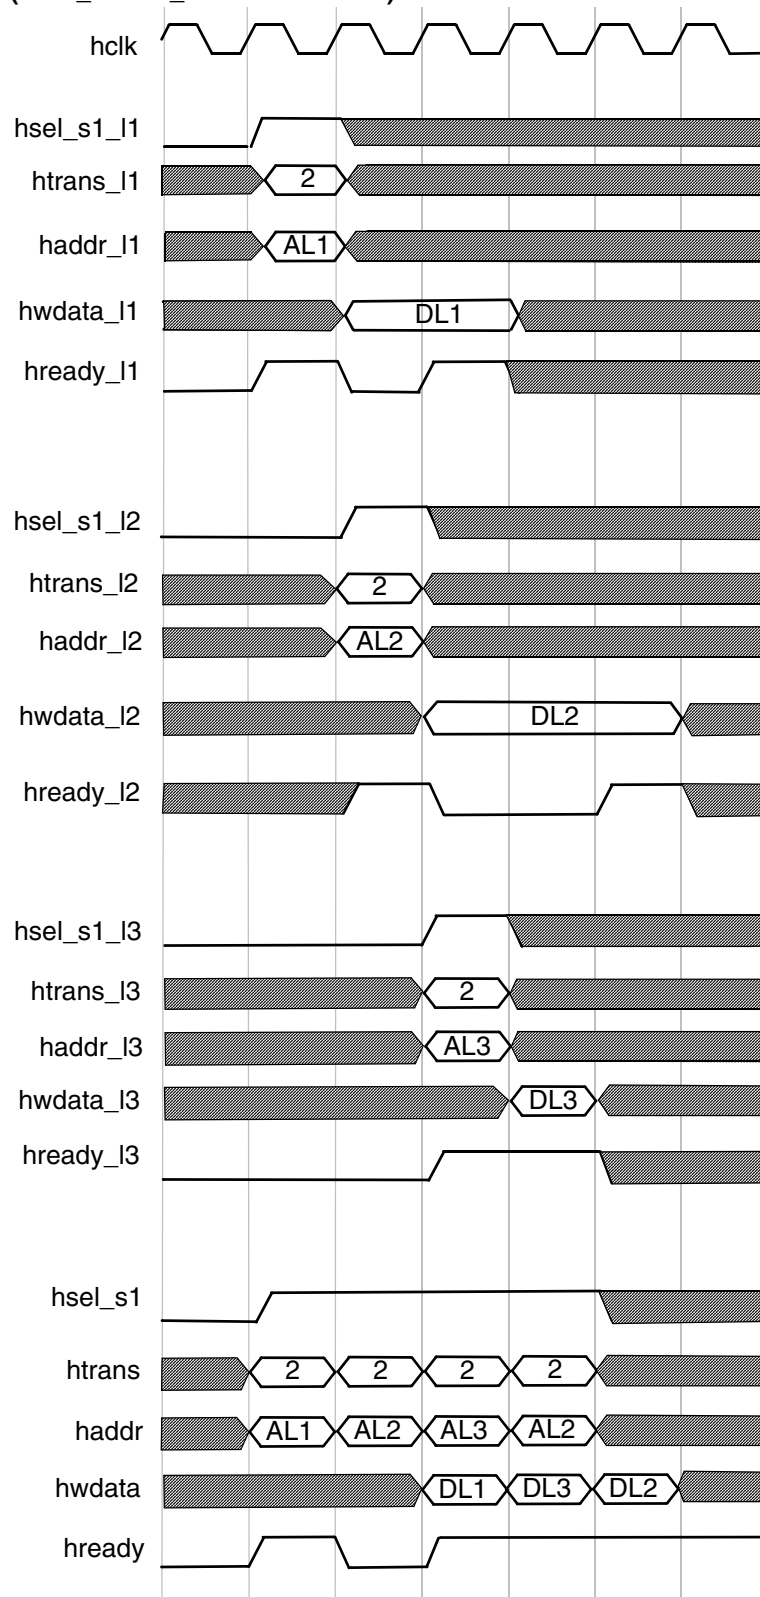 hclk
hsel_s1_l1
htrans_l1 2
haddr_l1 AL1
hwdata_l1 DL1
hready_l1
hsel_s1_l2
htrans_l2 2
haddr_l2 AL2
hwdata_l2 DL2
hready_l2
hsel_s1_l3
htrans_l3 2
haddr_l3 AL3
hwdata_l3 DL3
hready_l3
hsel_s1
htrans 2 2 2 2
haddr AL1 AL2 AL3 AL2
hwdata DL1 DL3 DL2
hready